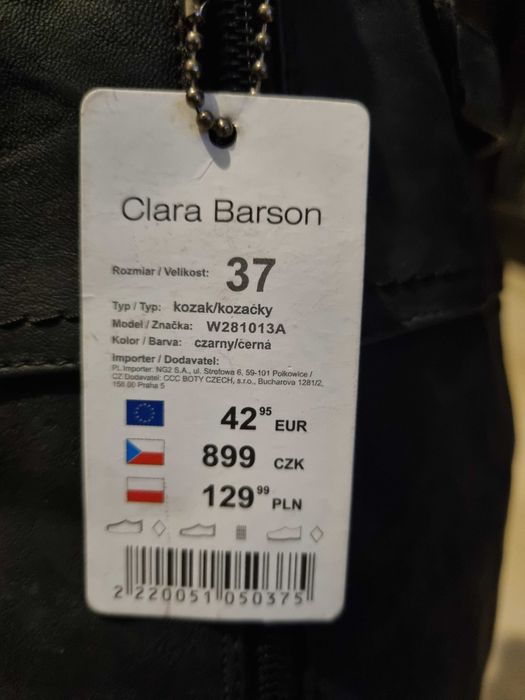 Clara Barson
Rozmiar / Velikost: 37
Typ / Typ: kozak/kozačky
Model / Značka: W281013A
Kolor / Barva: czarny/černá
Importer / Dodavatel:
PL Importer: NG2 S.A., ul. Strefowa 6, 59-101 Polkowice /
CZ Dodavatel: CCC BOTY CZECH, s.r.o., Bucharova 1281/2,
158 00 Praha 5
42 95 EUR
899 CZK
129 99 PLN
2 220051 050375